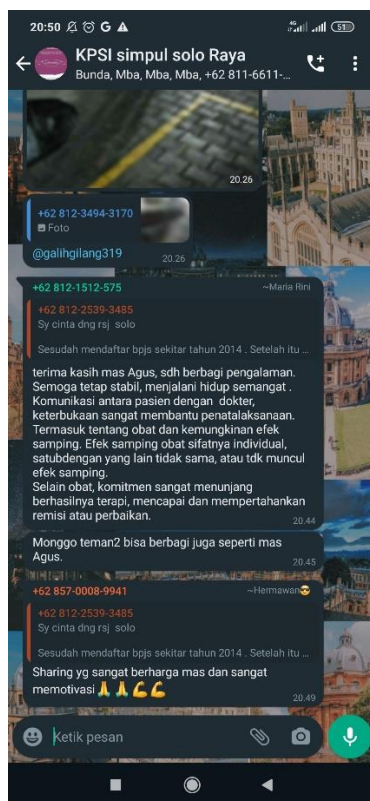 20:50
4G
51
KPSI simpul solo Raya
Bunda, Mba, Mba, Mba, +62 811-6611-...
20.26
+62 812-3494-3170
Foto
@galihgilang319
20.26
+62 812-1512-575 ~Maria Rini
+62 812-2539-3485
Sy cinta dng rsj solo
Sesudah mendaftar bpjs sekitar tahun 2014 . Setelah itu ...
terima kasih mas Agus, sdh berbagi pengalaman.
Semoga tetap stabil, menjalani hidup semangat .
Komunikasi antara pasien dengan dokter,
keterbukaan sangat membantu penatalaksanaan.
Termasuk tentang obat dan kemungkinan efek
samping. Efek samping obat sifatnya individual,
satubdengan yang lain tidak sama, atau tdk muncul
efek samping.
Selain obat, komitmen sangat menunjang
berhasilnya terapi, mencapai dan mempertahankan
remisi atau perbaikan.
20.44
Monggo teman2 bisa berbagi juga seperti mas
Agus.
20.45
+62 857-0008-9941 ~Hermawan😎
+62 812-2539-3485
Sy cinta dng rsj solo
Sesudah mendaftar bpjs sekitar tahun 2014 . Setelah itu ...
Sharing yg sangat berharga mas dan sangat
memotivasi 🙏🙏💪💪
20.49
Ketik pesan